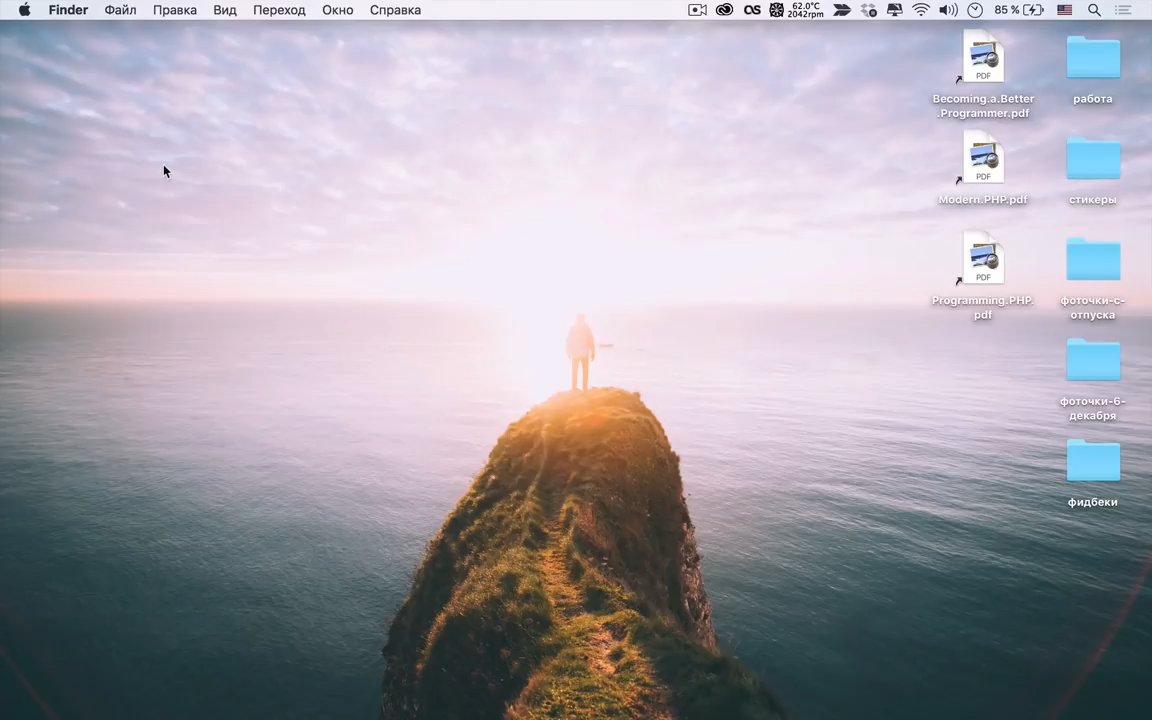 Finder Файл Правка Вид Переход Окно Справка 62.0°C 2042rpm 85 %
PDF
Becoming.a.Better
.Programmer.pdf
работа
PDF
Modern.PHP.pdf
стикеры
PDF
Programming.PHP.
pdf
фоточки-с-
отпуска
фоточки-6-
декабря
фидбеки